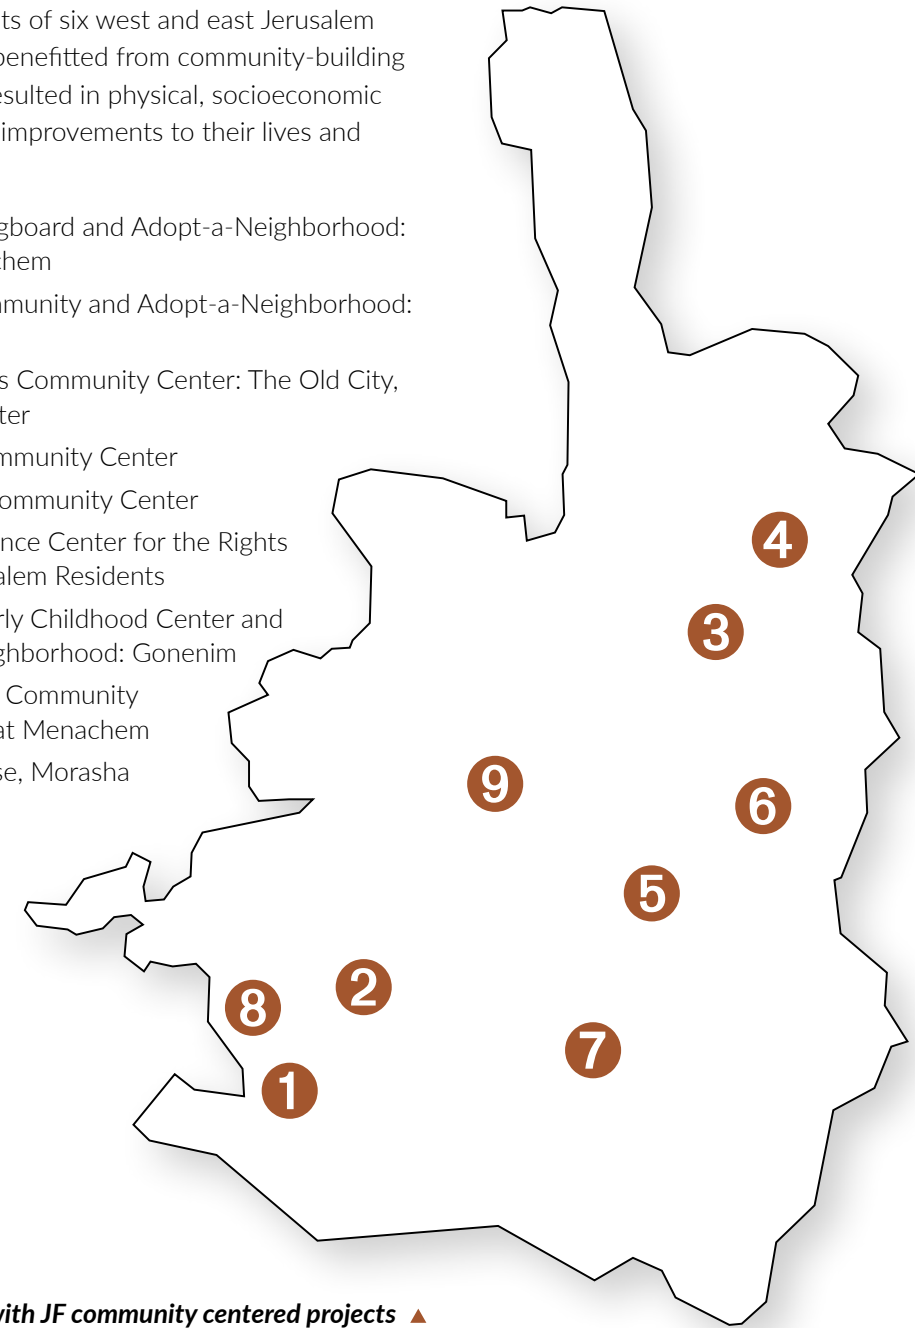 ts of six west and east Jerusalem
benefitted from community-building
esulted in physical, socioeconomic
improvements to their lives and
gboard and Adopt-a-Neighborhood:
chem
mmunity and Adopt-a-Neighborhood:
s Community Center: The Old City,
ter
mmunity Center
ommunity Center
nce Center for the Rights
alem Residents
rly Childhood Center and
ghborhood: Gonenim
Community
at Menachem
se, Morasha
4
3
9
6
5
2
8
7
1
with JF community centered projects ▲